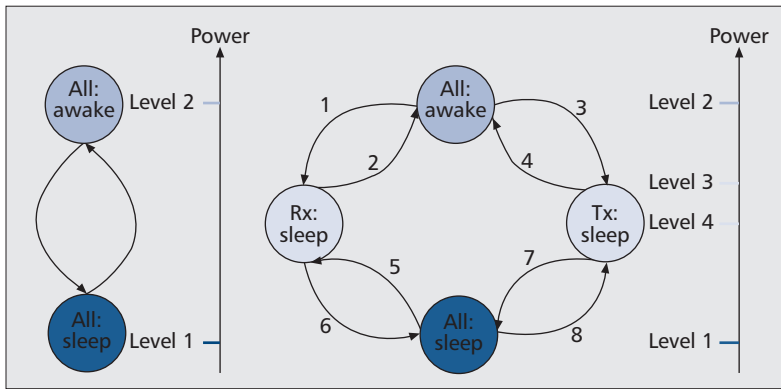 Power
All:
awake
Level 2
All:
sleep
Level 1
Power
All:
awake
1
2
3
4
Level 2
Level 3
Rx:
sleep
Tx:
sleep
Level 4
5
6
7
8
All:
sleep
Level 1